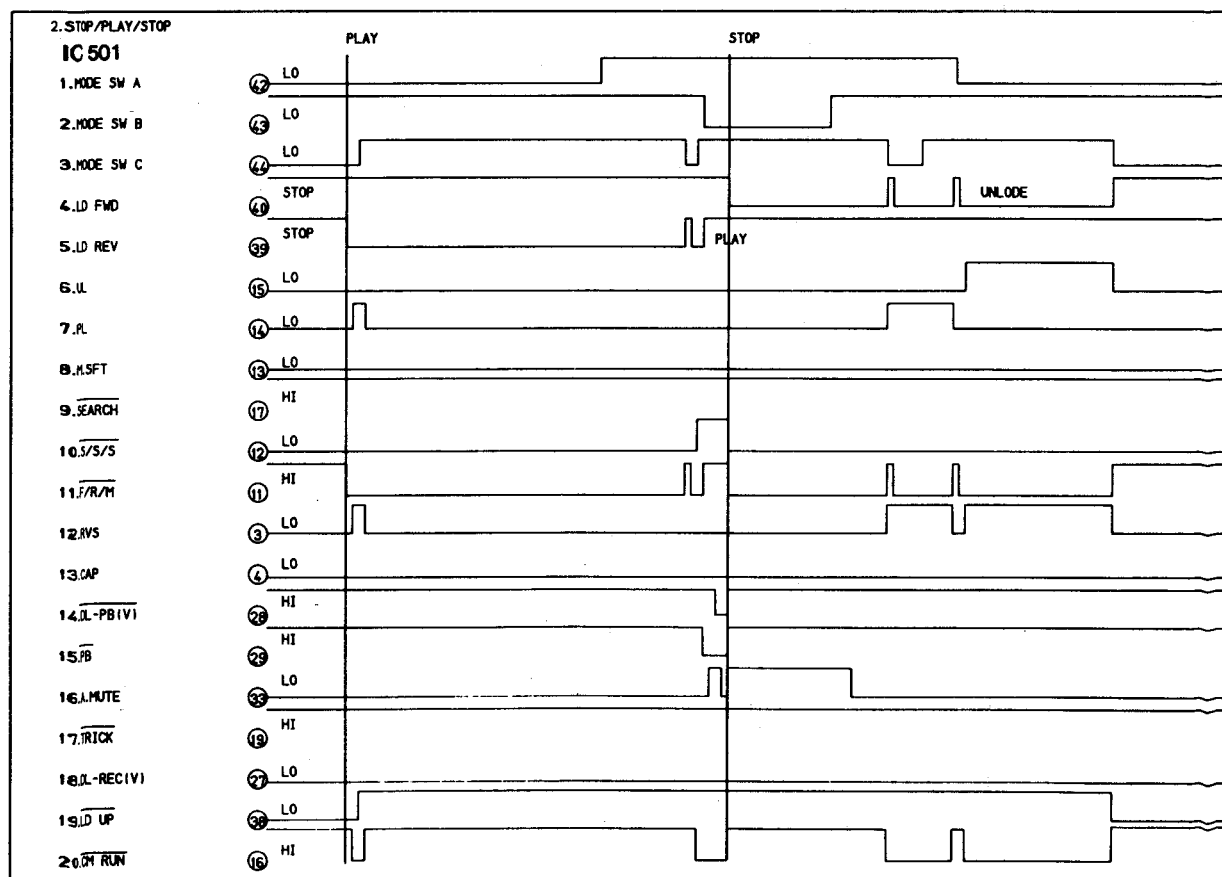 2.STOP/PLAY/STOP
PLAY
STOP
IC 501
1.MODE SW A 42 LO
2.MODE SW B 43 LO
3.MODE SW C 44 LO
4.LD FWD 40 STOP UNLODE
5.LD REV 39 STOP PLAY
6.UL 15 LO
7.PL 14 LO
8.M.SFT 13 LO
9.SEARCH 17 HI
10.S/S/S 12 LO
11.F/R/M 11 HI
12.RVS 3 LO
13.CAP 4 LO
14.DL-PB(V) 28 HI
15.PB 29 HI
16.A.MUTE 33 LO
17.TRICK 19 HI
18.DL-REC(V) 27 LO
19.LD UP 38 LO
20.CM RUN 16 HI